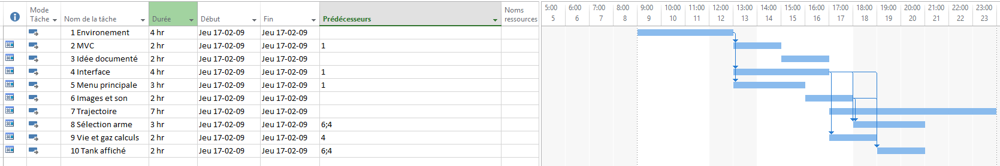 Mode Tâche Nom de la tâche Durée Début Fin Prédécesseurs Noms ressources
5:00 6:00 7:00 8:00 9:00 10:00 11:00 12:00 13:00 14:00 15:00 16:00 17:00 18:00 19:00 20:00 21:00 22:00 23:00
5 6 7 8 9 10 11 12 13 14 15 16 17 18 19 20 21 22 23
1 Environement 4 hr Jeu 17-02-09 Jeu 17-02-09
2 MVC 2 hr Jeu 17-02-09 Jeu 17-02-09 1
3 Idée documenté 2 hr Jeu 17-02-09 Jeu 17-02-09
4 Interface 4 hr Jeu 17-02-09 Jeu 17-02-09 1
5 Menu principale 3 hr Jeu 17-02-09 Jeu 17-02-09 1
6 Images et son 2 hr Jeu 17-02-09 Jeu 17-02-09
7 Trajectoire 7 hr Jeu 17-02-09 Jeu 17-02-09
8 Sélection arme 3 hr Jeu 17-02-09 Jeu 17-02-09 6;4
9 Vie et gaz calculs 2 hr Jeu 17-02-09 Jeu 17-02-09 4
10 Tank affiché 2 hr Jeu 17-02-09 Jeu 17-02-09 6;4